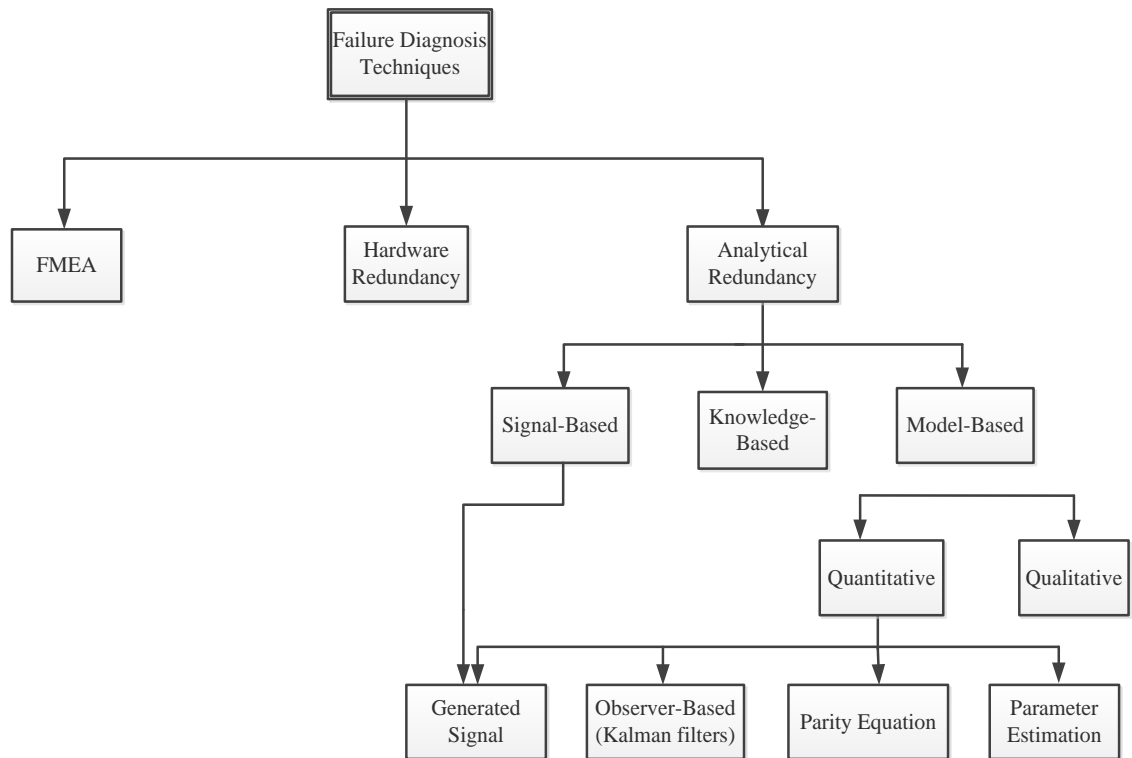 Failure Diagnosis
Techniques
FMEA
Hardware
Redundancy
Analytical
Redundancy
Signal-Based
Knowledge-
Based
Model-Based
Quantitative
Qualitative
Generated
Signal
Observer-Based
(Kalman filters)
Parity Equation
Parameter
Estimation